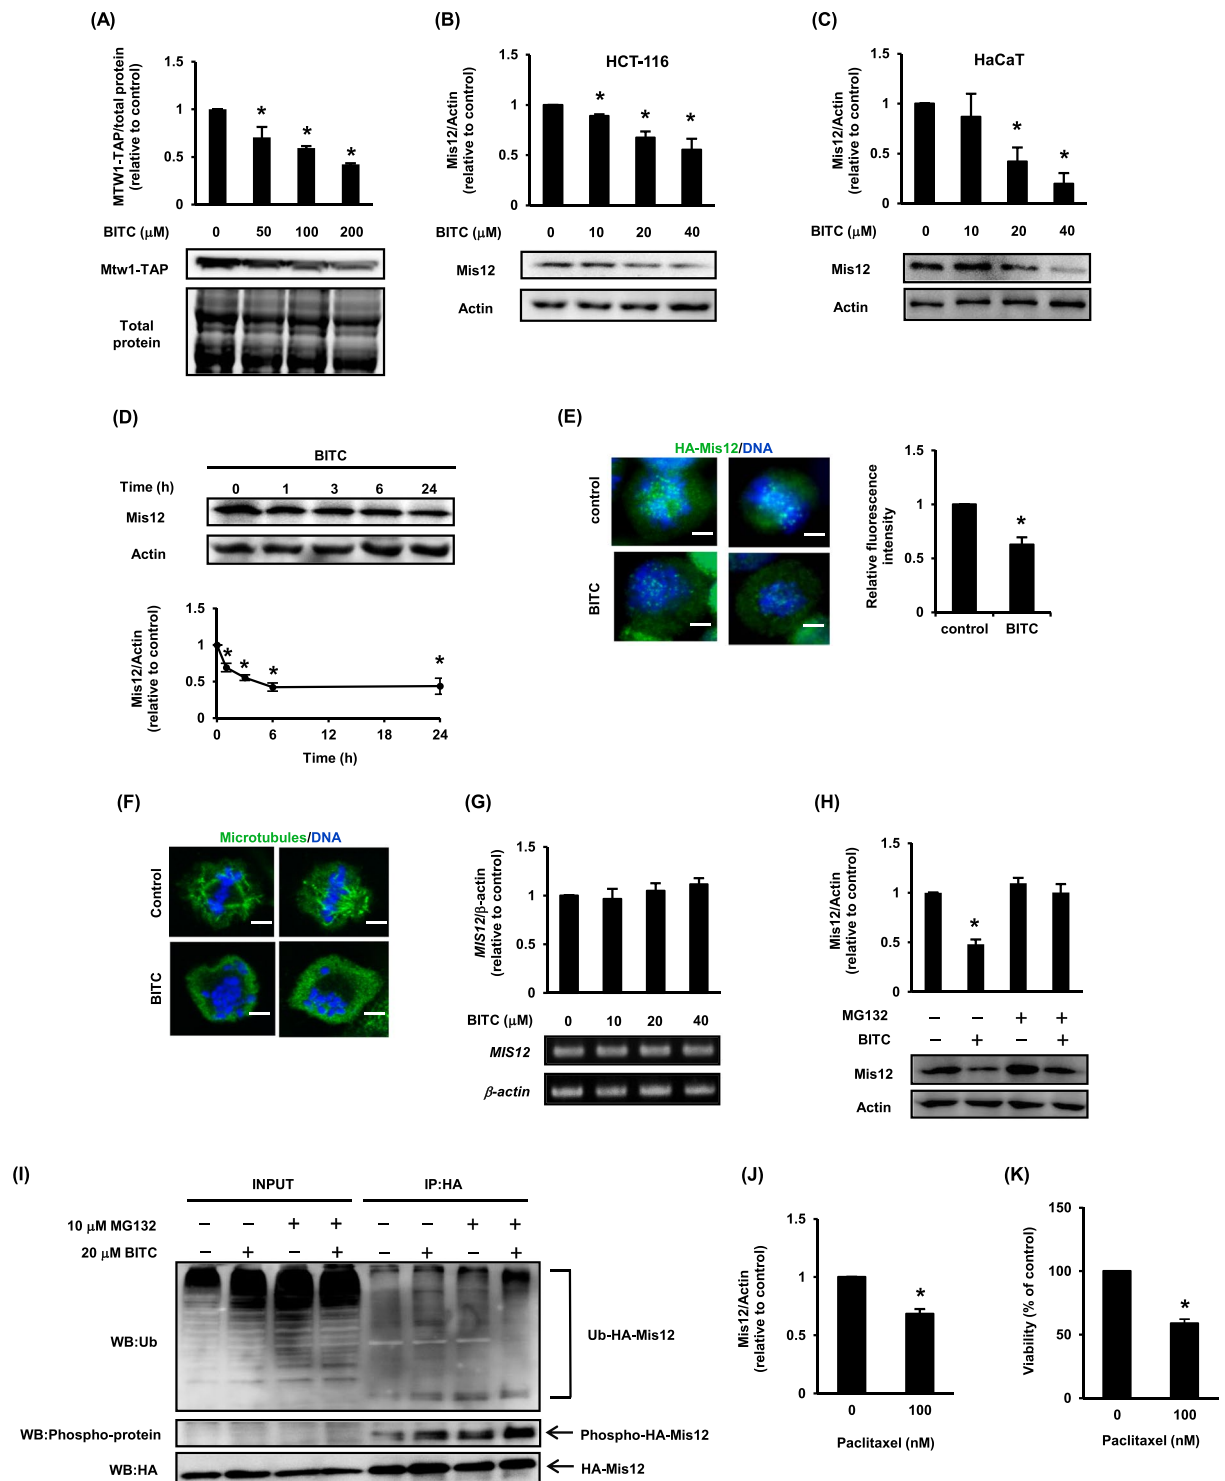 (A)
MTW1-TAP/total protein
(relative to control)
1.5
1
0.5
0
*
*
*
BITC (μM)
0 50 100 200
Mtw1-TAP
Total
protein
(B)
HCT-116
Mis12/Actin
(relative to control)
1.5
1
0.5
0
*
*
*
BITC (μM)
0 10 20 40
Mis12
Actin
(C)
HaCaT
Mis12/Actin
(relative to control)
1.5
1
0.5
0
*
*
BITC (μM)
0 10 20 40
Mis12
Actin
(D)
BITC
Time (h)
0 1 3 6 24
Mis12
Actin
Mis12/Actin
(relative to control)
1.5
1
0.5
0
* * * *
0 6 12 18 24
Time (h)
(E)
HA-Mis12/DNA
control
BITC
Relative fluorescence
intensity
1.5
1
0.5
0
*
control BITC
(F)
Microtubules/DNA
Control
BITC
(G)
MIS12/β-actin
(relative to control)
1.5
1
0.5
0
BITC (μM)
0 10 20 40
MIS12
β-actin
(H)
Mis12/Actin
(relative to control)
1.5
1
0.5
0
*
MG132 – – + +
BITC – + – +
Mis12
Actin
(I)
INPUT IP:HA
10 μM MG132 – – + + – – + +
20 μM BITC – + – + – + – +
WB:Ub
Ub-HA-Mis12
WB:Phospho-protein
Phospho-HA-Mis12
WB:HA
HA-Mis12
(J)
Mis12/Actin
(relative to control)
1.5
1
0.5
0
*
0 100
Paclitaxel (nM)
(K)
Viability (% of control)
150
100
50
0
*
0 100
Paclitaxel (nM)